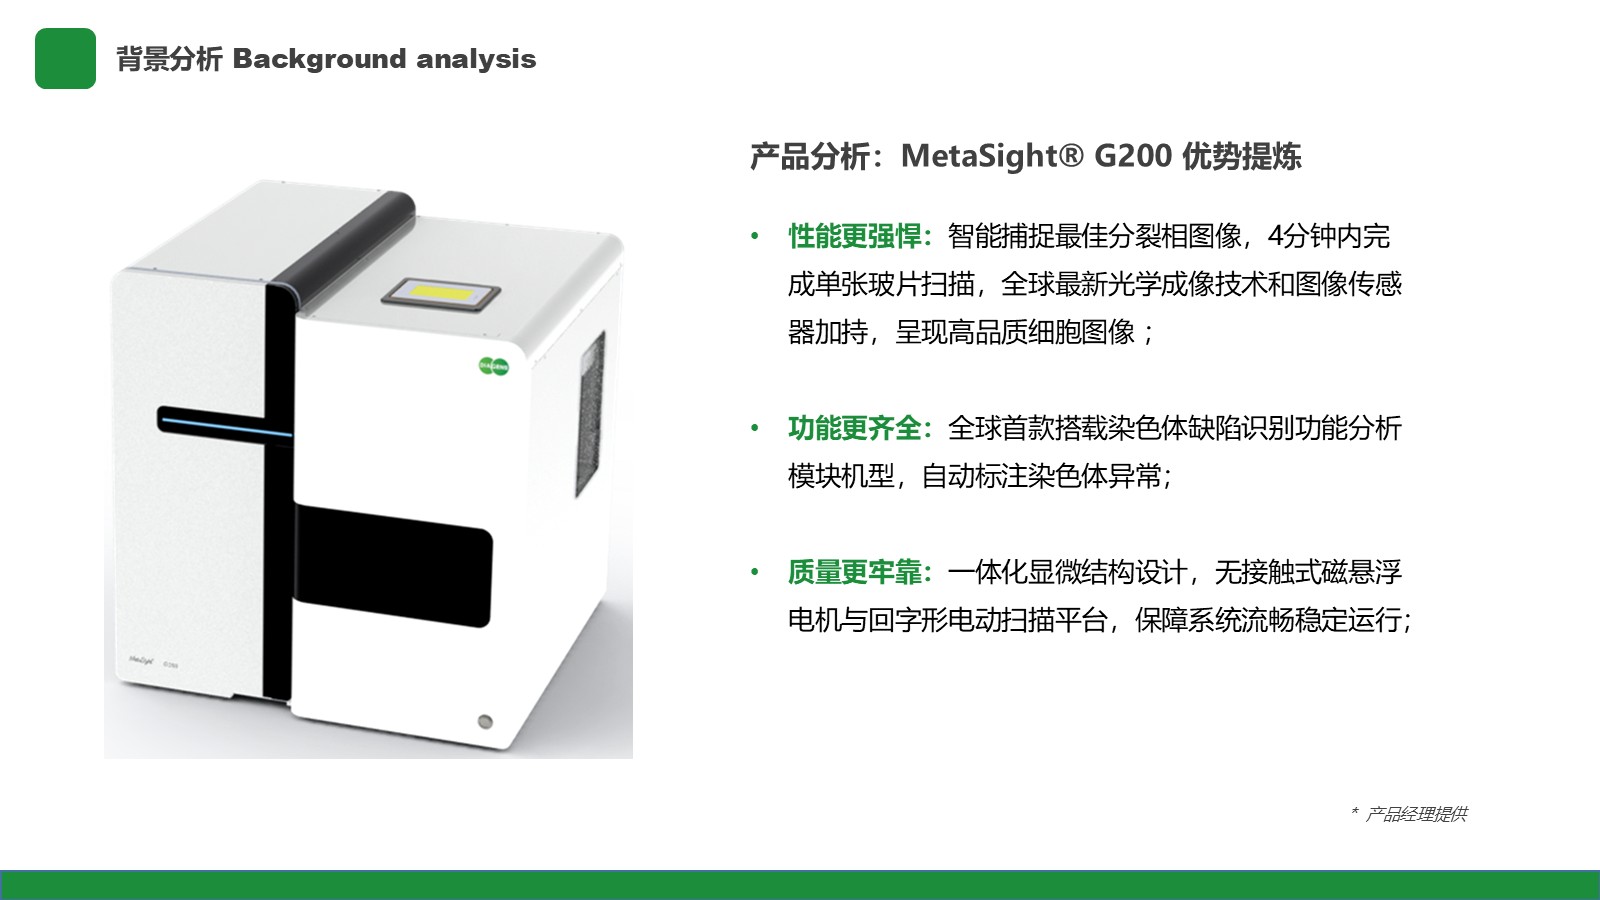 背景分析 Background analysis
产品分析：MetaSight® G200 优势提炼
• 性能更强悍：智能捕捉最佳分裂相图像，4分钟内完
成单张玻片扫描，全球最新光学成像技术和图像传感
器加持，呈现高品质细胞图像 ；
• 功能更齐全：全球首款搭载染色体缺陷识别功能分析
模块机型，自动标注染色体异常；
• 质量更牢靠：一体化显微结构设计，无接触式磁悬浮
电机与回字形电动扫描平台，保障系统流畅稳定运行；
DIAGENS
MetaSight G200
* 产品经理提供